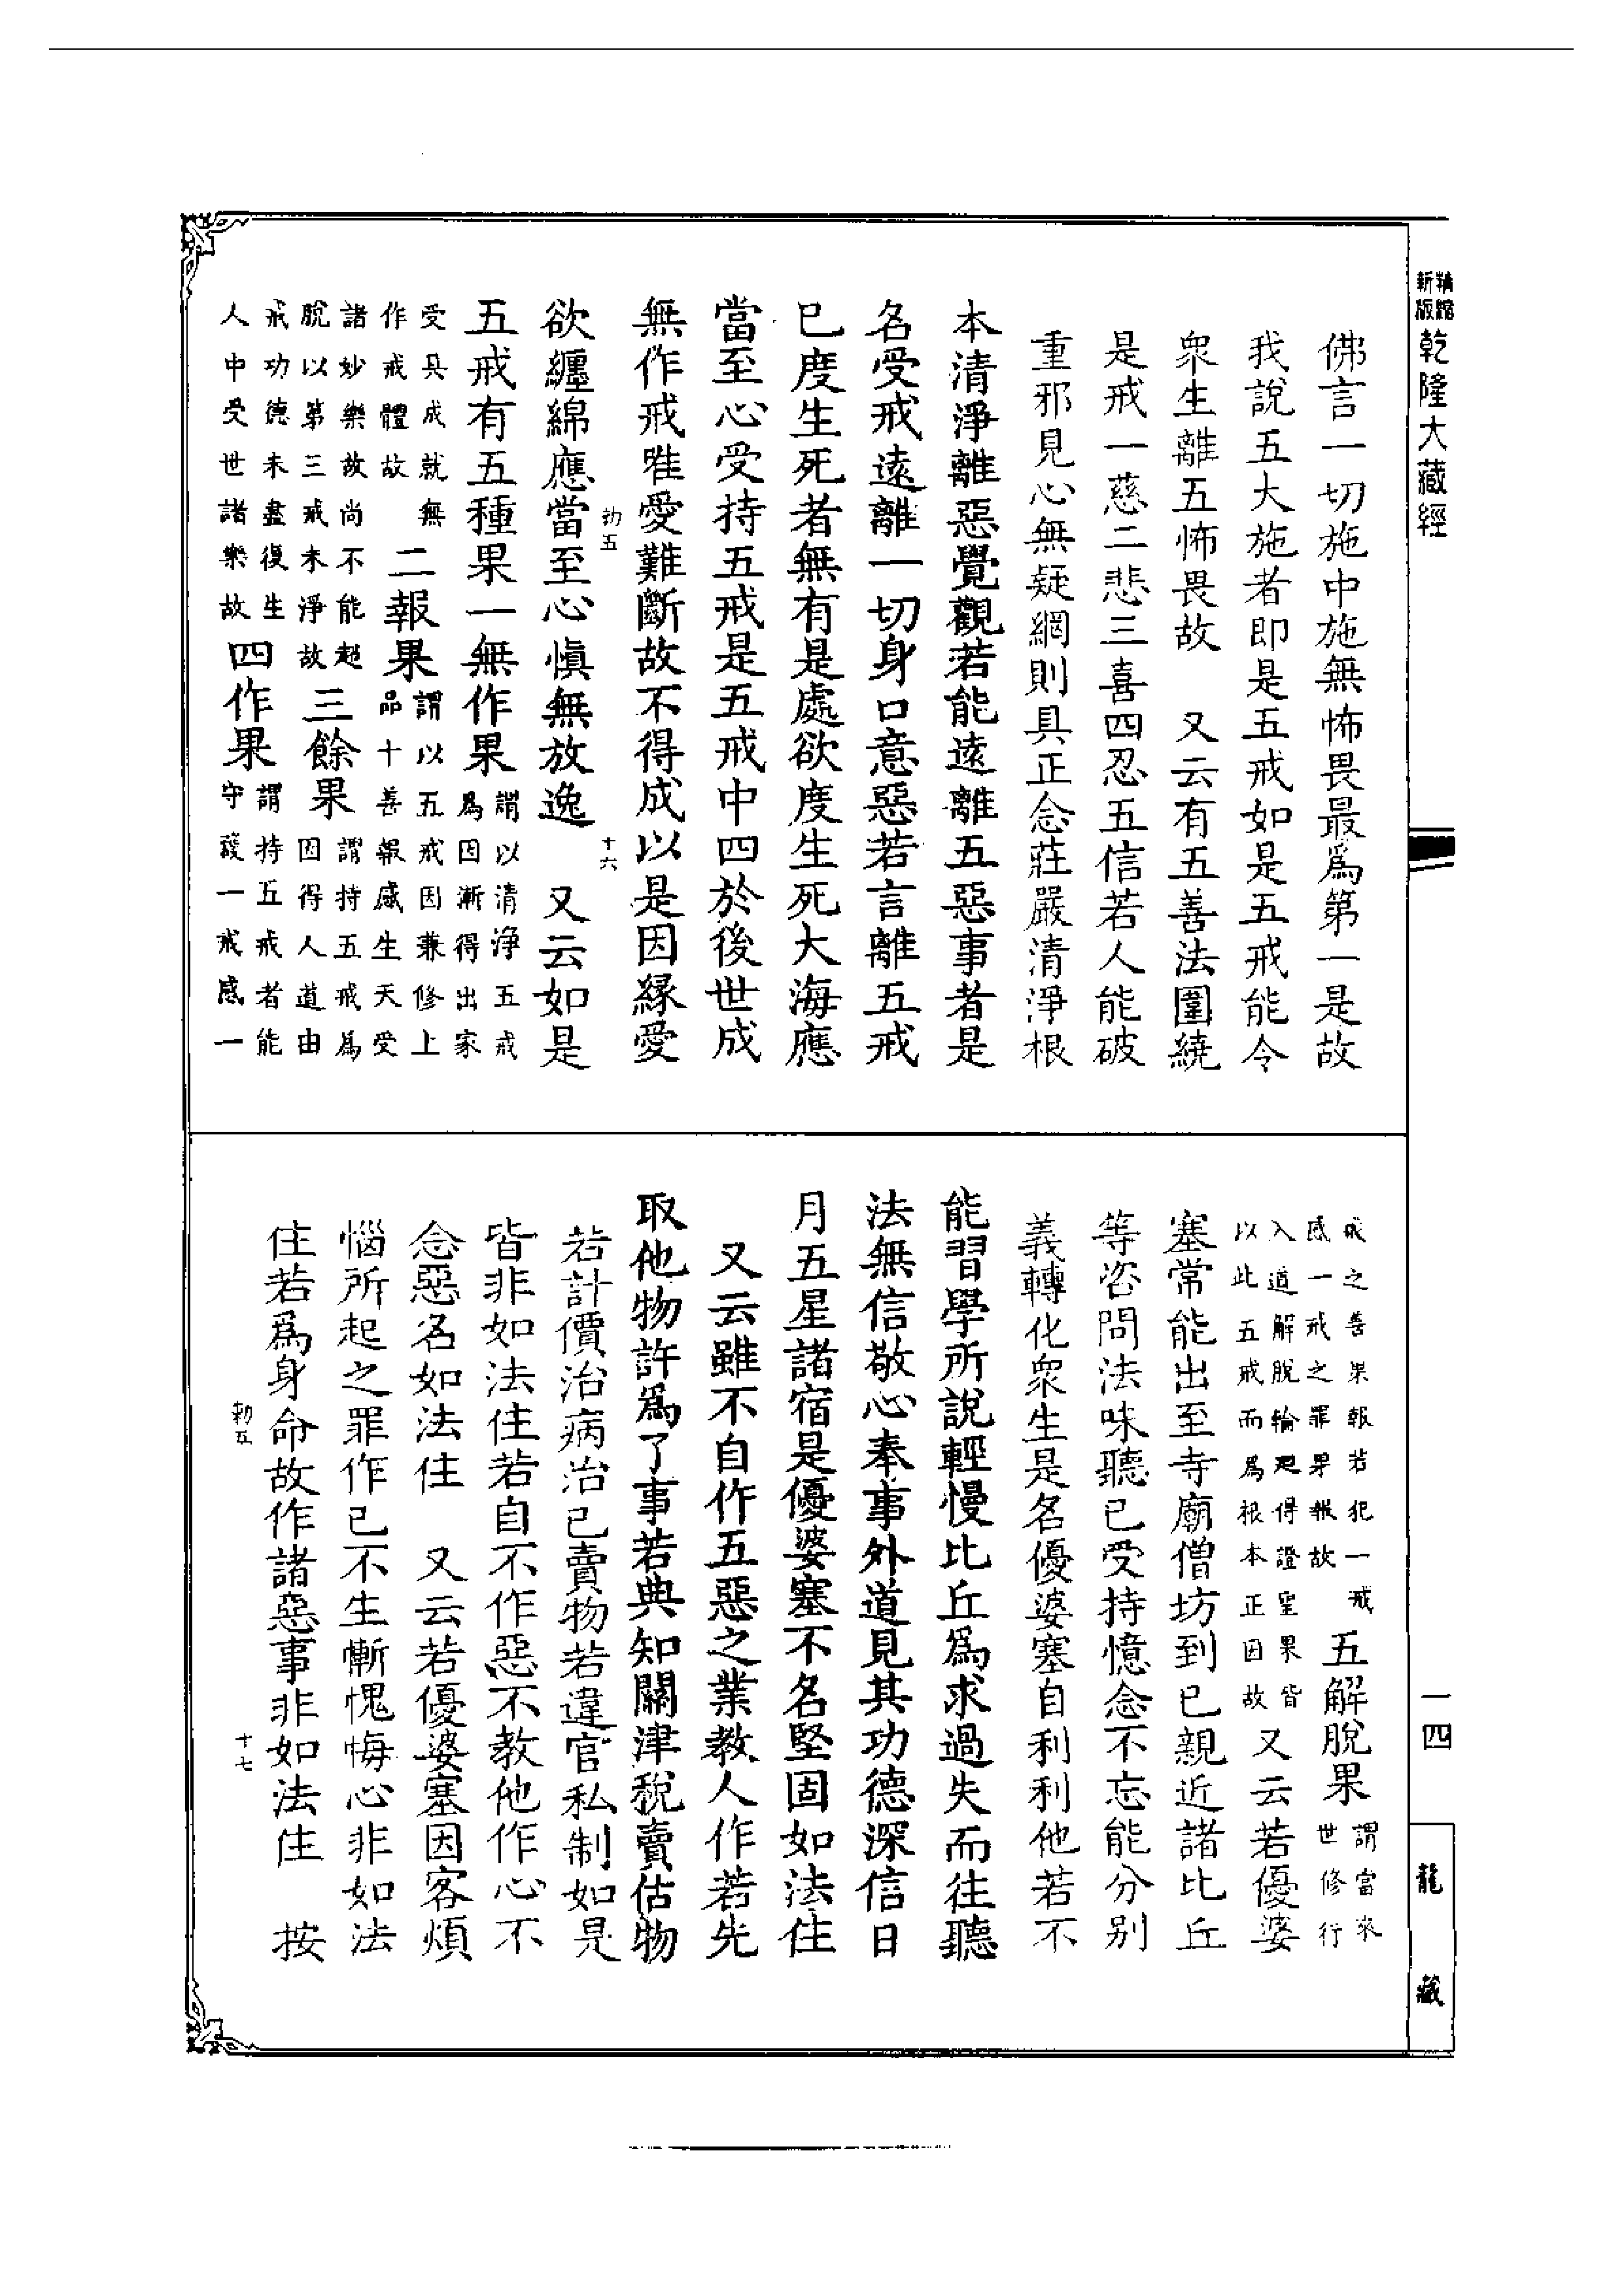 精縮
新版
乾隆大藏經
佛言一切施中施無怖畏最爲第一是故
我說五大施者即是五戒如是五戒能令
衆生離五怖畏故　又云有五善法圍繞
是戒一慈二悲三喜四忍五信若人能破
重邪見心無疑網則具正念莊嚴清淨根
本清淨離惡覺觀若能遠離五惡事者是
名受戒遠離一切身口意惡若言離五戒
已度生死者無有是處欲度生死大海應
當至心受持五戒是五戒中四於後世成
無作戒唯愛難斷故不得成以是因緣愛
勅五　十六
欲纏綿應當至心愼無放逸　又云如是
五戒有五種果一無作果謂以清淨五戒
爲因漸得出家
受具成就無
作戒體故二報果謂以五戒因兼修上
品十善報感生天受
諸妙樂故尚不能超
脫以第三戒未淨故三餘果謂持五戒爲
因得人道由
戒功德未盡復生
人中受世諸樂故四作果謂持五戒者能
守護一戒感一
戒之善果報若犯一戒
感一戒之罪果報故五解脫果謂當來
世修行
入道解脫輪迴得證聖果皆
以此五戒而爲根本正因故又云若優婆
塞常能出至寺廟僧坊到已親近諸比丘
等咨問法味聽已受持憶念不忘能分別
義轉化衆生是名優婆塞自利利他若不
能習學所說輕慢比丘爲求過失而往聽
法無信敬心奉事外道見其功德深信日
月五星諸宿是優婆塞不名堅固如法住
又云雖不自作五惡之業教人作若先
取他物許爲了事若典知關津稅賣估物
若計價治病治已賣物若違官私制如是
皆非如法住若自不作惡不教他作心不
念惡名如法住　又云若優婆塞因客煩
惱所起之罪作已不生慚愧悔心非如法
住若爲身命故作諸惡事非如法住　按
勅五　十七
一四
龍藏